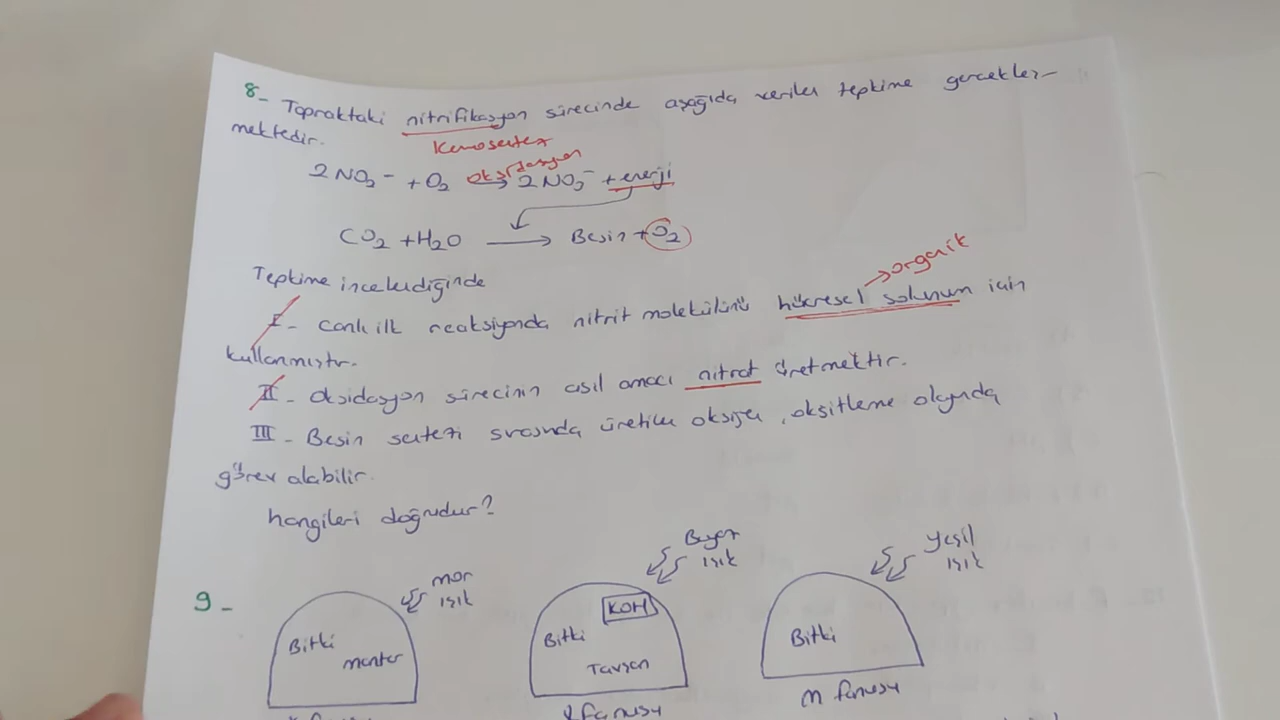 8- Topraktaki nitrifikasyon sürecinde aşağıda verilen tepkime gerçekleş-
mektedir.
Kemosentez
oksidasyon
2NO₂⁻ + O₂ → 2NO₃⁻ + enerji
CO₂ + H₂O → Besin + O₂
Tepkime incelendiğinde
→ organik
I- Canlı ilk reaksiyonda nitrit molekülünü hücresel solunum için
kullanmıştır.
II- Oksidasyon sürecinin asıl amacı nitrat üretmektir.
III- Besin sentezi sırasında üretilen oksijen, oksitleme olayında
görev alabilir.
hangileri doğrudur?
9-
mor
ışık
Beyaz
ışık
Yeşil
ışık
Bitki
mantar
KOH
Bitki
Tavşan
Bitki
L fanusu
M fanusu